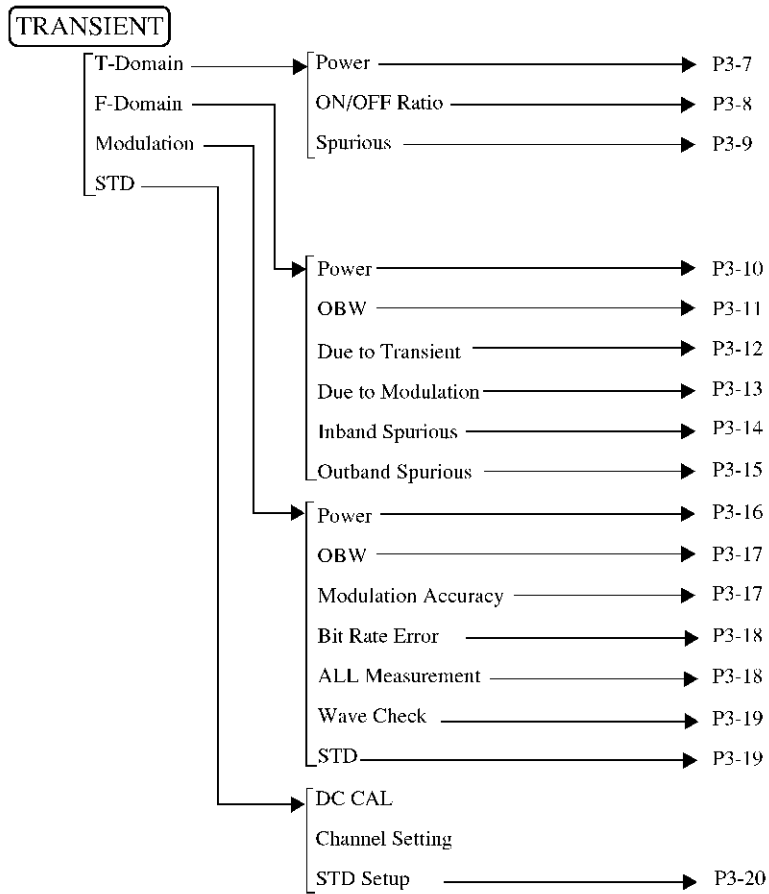 TRANSIENT
T-Domain
F-Domain
Modulation
STD
Power P3-7
ON/OFF Ratio P3-8
Spurious P3-9
Power P3-10
OBW P3-11
Due to Transient P3-12
Due to Modulation P3-13
Inband Spurious P3-14
Outband Spurious P3-15
Power P3-16
OBW P3-17
Modulation Accuracy P3-17
Bit Rate Error P3-18
ALL Measurement P3-18
Wave Check P3-19
STD P3-19
DC CAL
Channel Setting
STD Setup P3-20